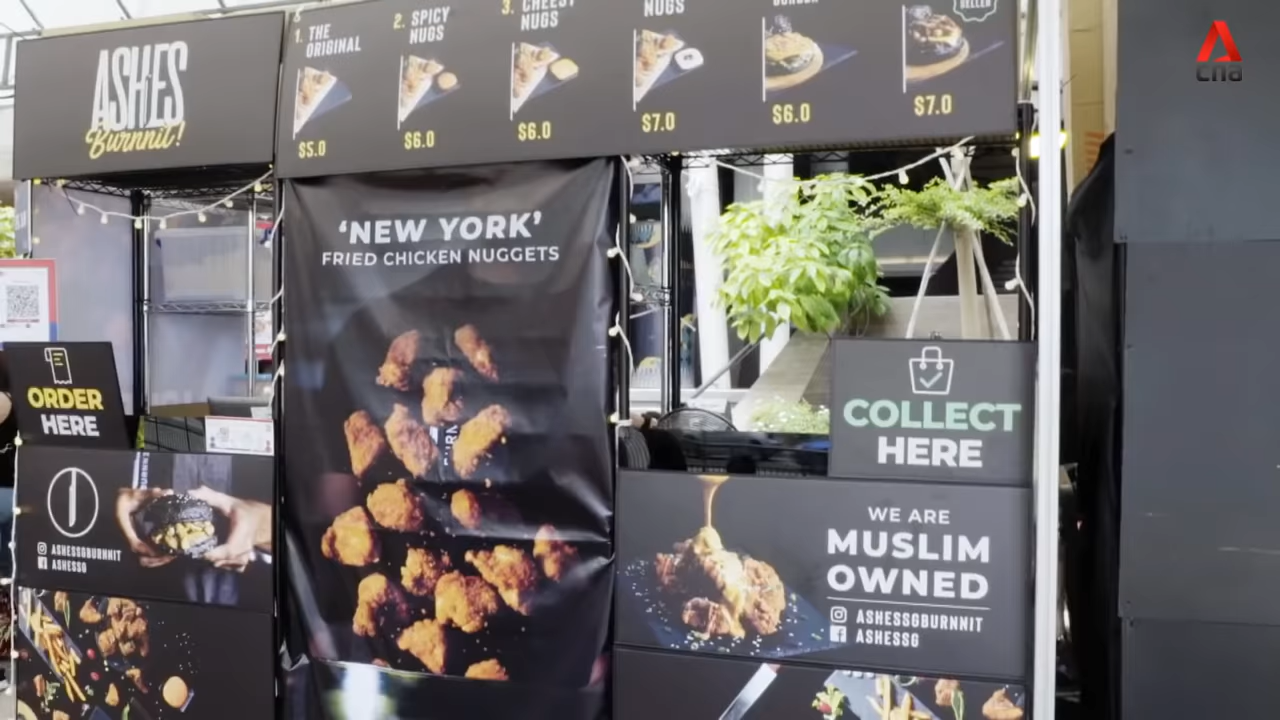 cna
ASHES
Burnnit!
1. THE
ORIGINAL
$5.0
2. SPICY
NUGS
$6.0
3. CHEESY
NUGS
$6.0
NUGS
$7.0
BURGER
$6.0
SELLER
$7.0
'NEW YORK'
FRIED CHICKEN NUGGETS
ORDER
HERE
ASHESSGBURNNIT
ASHESSG
COLLECT
HERE
WE ARE
MUSLIM
OWNED
ASHESSGBURNNIT
ASHESSG